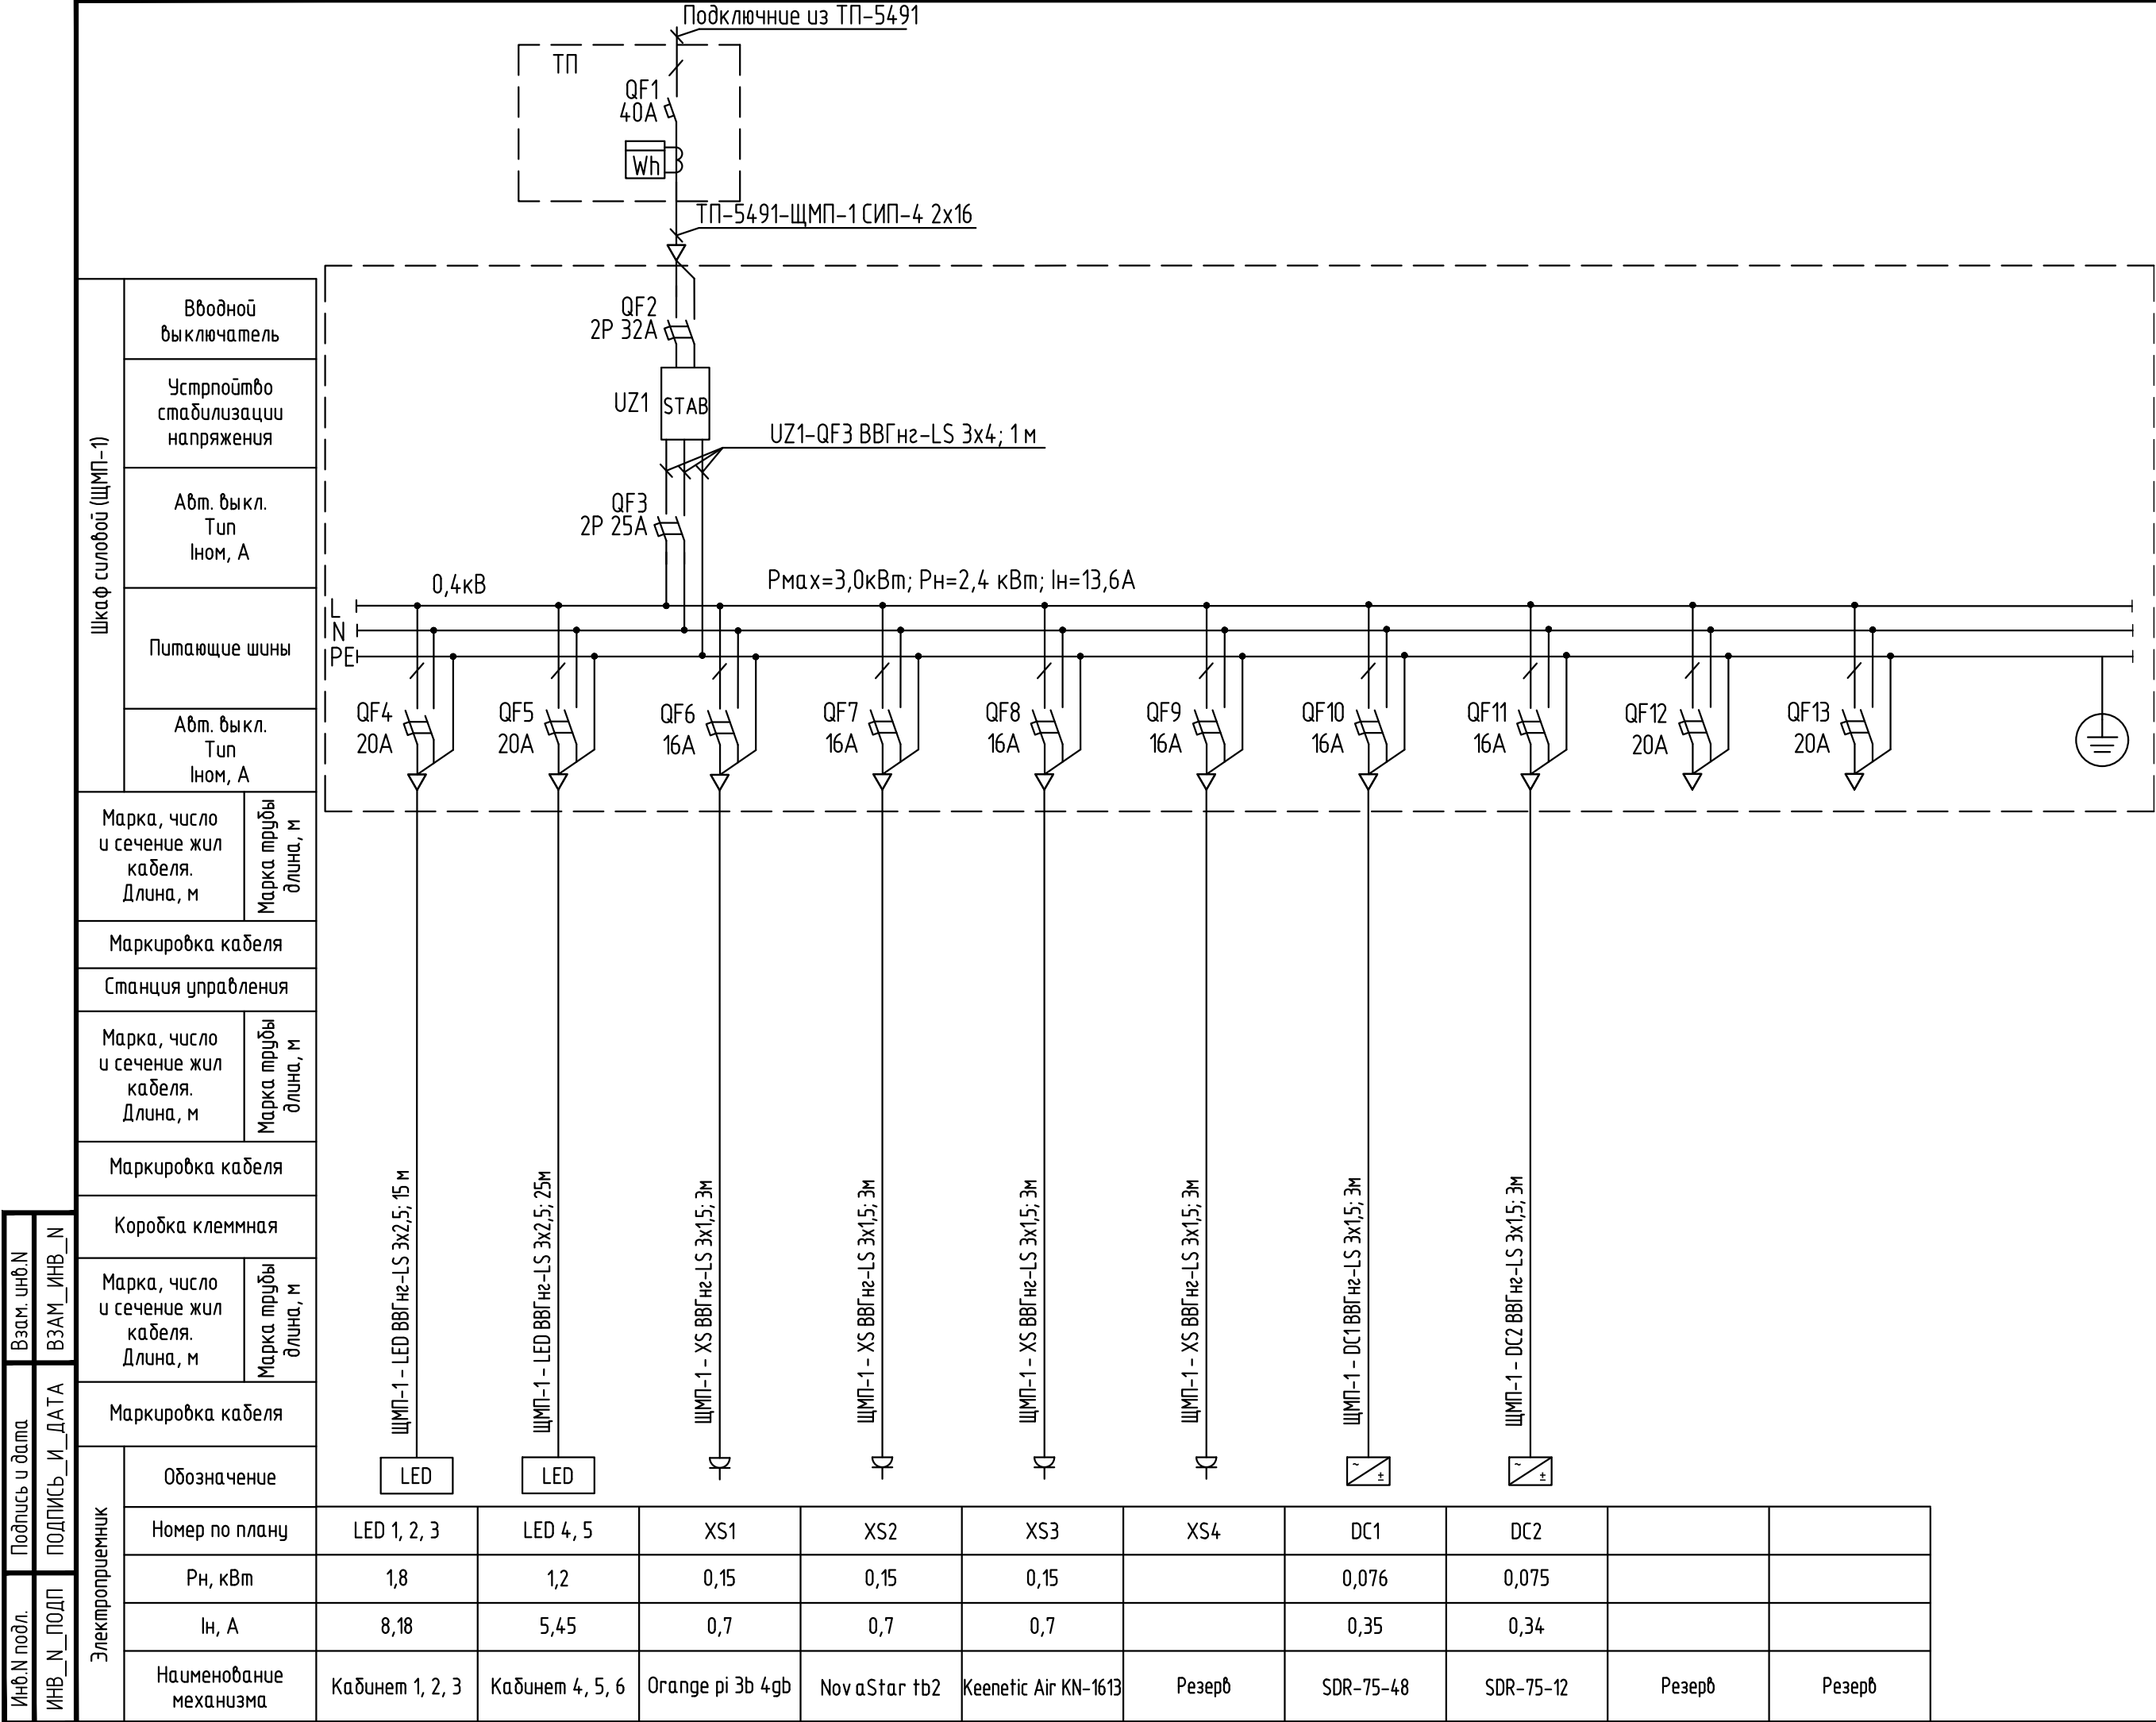 Подключние из ТП-5491
ТП
QF1
40А
Wh
ТП-5491-ЩМП-1 СИП-4 2х16
QF2
2Р 32А
UZ1
STAB
UZ1-QF3 ВВГнг-LS 3х4; 1 м
QF3
2Р 25А
0,4кВ
Рмах=3,0кВт; Рн=2,4 кВт; Iн=13,6А
L
N
PE
QF4
20А
QF5
20А
QF6
16А
QF7
16А
QF8
16А
QF9
16А
QF10
16А
QF11
16А
QF12
20А
QF13
20А
Шкаф силовой (ЩМП-1)
Вводной
выключатель
Устрпойтво
стабилизации
напряжения
Авт. выкл.
Тип
Iном, А
Питающие шины
Авт. выкл.
Тип
Iном, А
Марка, число
и сечение жил
кабеля.
Длина, м
Марка трубы
длина, м
Маркировка кабеля
Станция управления
Марка, число
и сечение жил
кабеля.
Длина, м
Марка трубы
длина, м
Маркировка кабеля
Коробка клеммная
Марка, число
и сечение жил
кабеля.
Длина, м
Марка трубы
длина, м
Маркировка кабеля
ЩМП-1 - LED ВВГнг-LS 3х2,5; 15 м
ЩМП-1 - LED ВВГнг-LS 3х2,5; 25м
ЩМП-1 - XS ВВГнг-LS 3х1,5; 3м
ЩМП-1 - XS ВВГнг-LS 3х1,5; 3м
ЩМП-1 - XS ВВГнг-LS 3х1,5; 3м
ЩМП-1 - XS ВВГнг-LS 3х1,5; 3м
ЩМП-1 - DC1 ВВГнг-LS 3х1,5; 3м
ЩМП-1 - DC2 ВВГнг-LS 3х1,5; 3м
Электроприемник
Обозначение
LED
LED
~ ±
~ ±
Номер по плану LED 1, 2, 3 LED 4, 5 XS1 XS2 XS3 XS4 DC1 DC2
Рн, кВт 1,8 1,2 0,15 0,15 0,15 0,076 0,075
Iн, А 8,18 5,45 0,7 0,7 0,7 0,35 0,34
Наименование
механизма
Кабинет 1, 2, 3 Кабинет 4, 5, 6 Orange pi 3b 4gb NovaStar tb2 Keenetic Air KN-1613 Резерв SDR-75-48 SDR-75-12 Резерв Резерв
Взам. инв.N
ВЗАМ_ИНВ_N
Подпись и дата
ПОДПИСЬ_И_ДАТА
Инв.N подл.
ИНВ_N_ПОДП